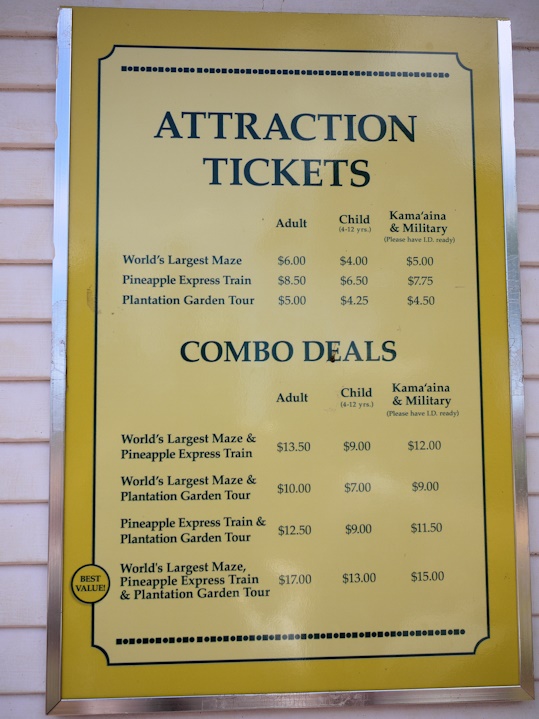 ATTRACTION
TICKETS
Adult Child Kama'aina
(4-12 yrs.) & Military
(Please have I.D. ready)
World's Largest Maze $6.00 $4.00 $5.00
Pineapple Express Train $8.50 $6.50 $7.75
Plantation Garden Tour $5.00 $4.25 $4.50
COMBO DEALS
Adult Child Kama'aina
(4-12 yrs.) & Military
(Please have I.D. ready)
World's Largest Maze &
Pineapple Express Train $13.50 $9.00 $12.00
World's Largest Maze &
Plantation Garden Tour $10.00 $7.00 $9.00
Pineapple Express Train &
Plantation Garden Tour $12.50 $9.00 $11.50
BEST
VALUE!
World's Largest Maze,
Pineapple Express Train $17.00 $13.00 $15.00
& Plantation Garden Tour